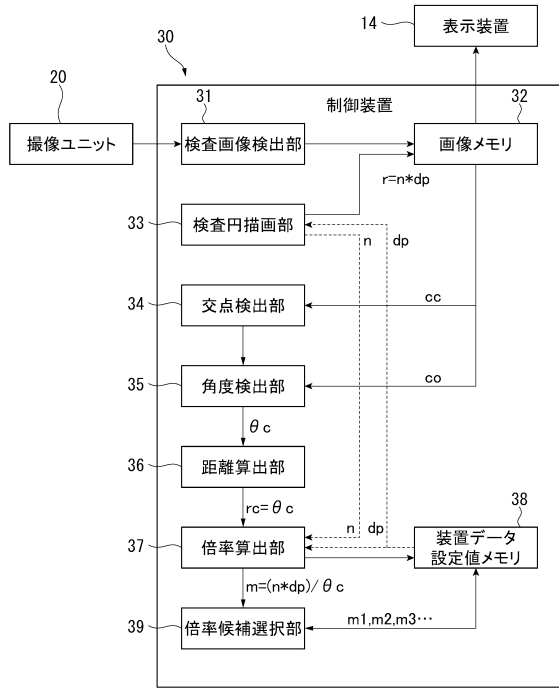 14
表示装置
30
20
31
制御装置
32
撮像ユニット
検査画像検出部
画像メモリ
r=n*dp
33
検査円描画部
n
dp
34
交点検出部
cc
35
角度検出部
co
θc
36
距離算出部
rc=θc
38
37
倍率算出部
n
dp
装置データ
設定値メモリ
m=(n*dp)/θc
39
倍率候補選択部
m1,m2,m3・・・